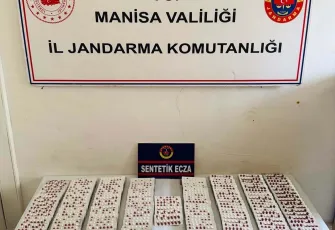 MANİSA VALİLİĞİ
İL JANDARMA KOMUTANLIĞI
SENTETİK ECZA